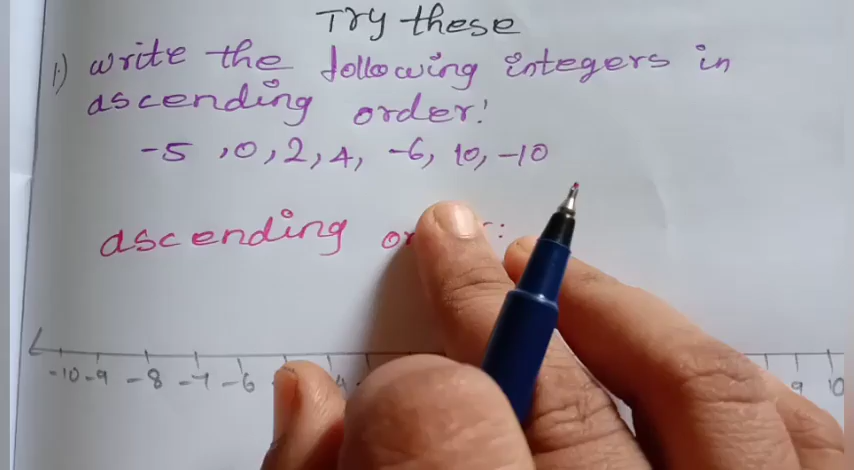 Try these
1.) write the following integers in
ascending order:
-5 ,0,2,4, -6, 10, -10
ascending
-10 -9 -8 -7 -6 4 9 10